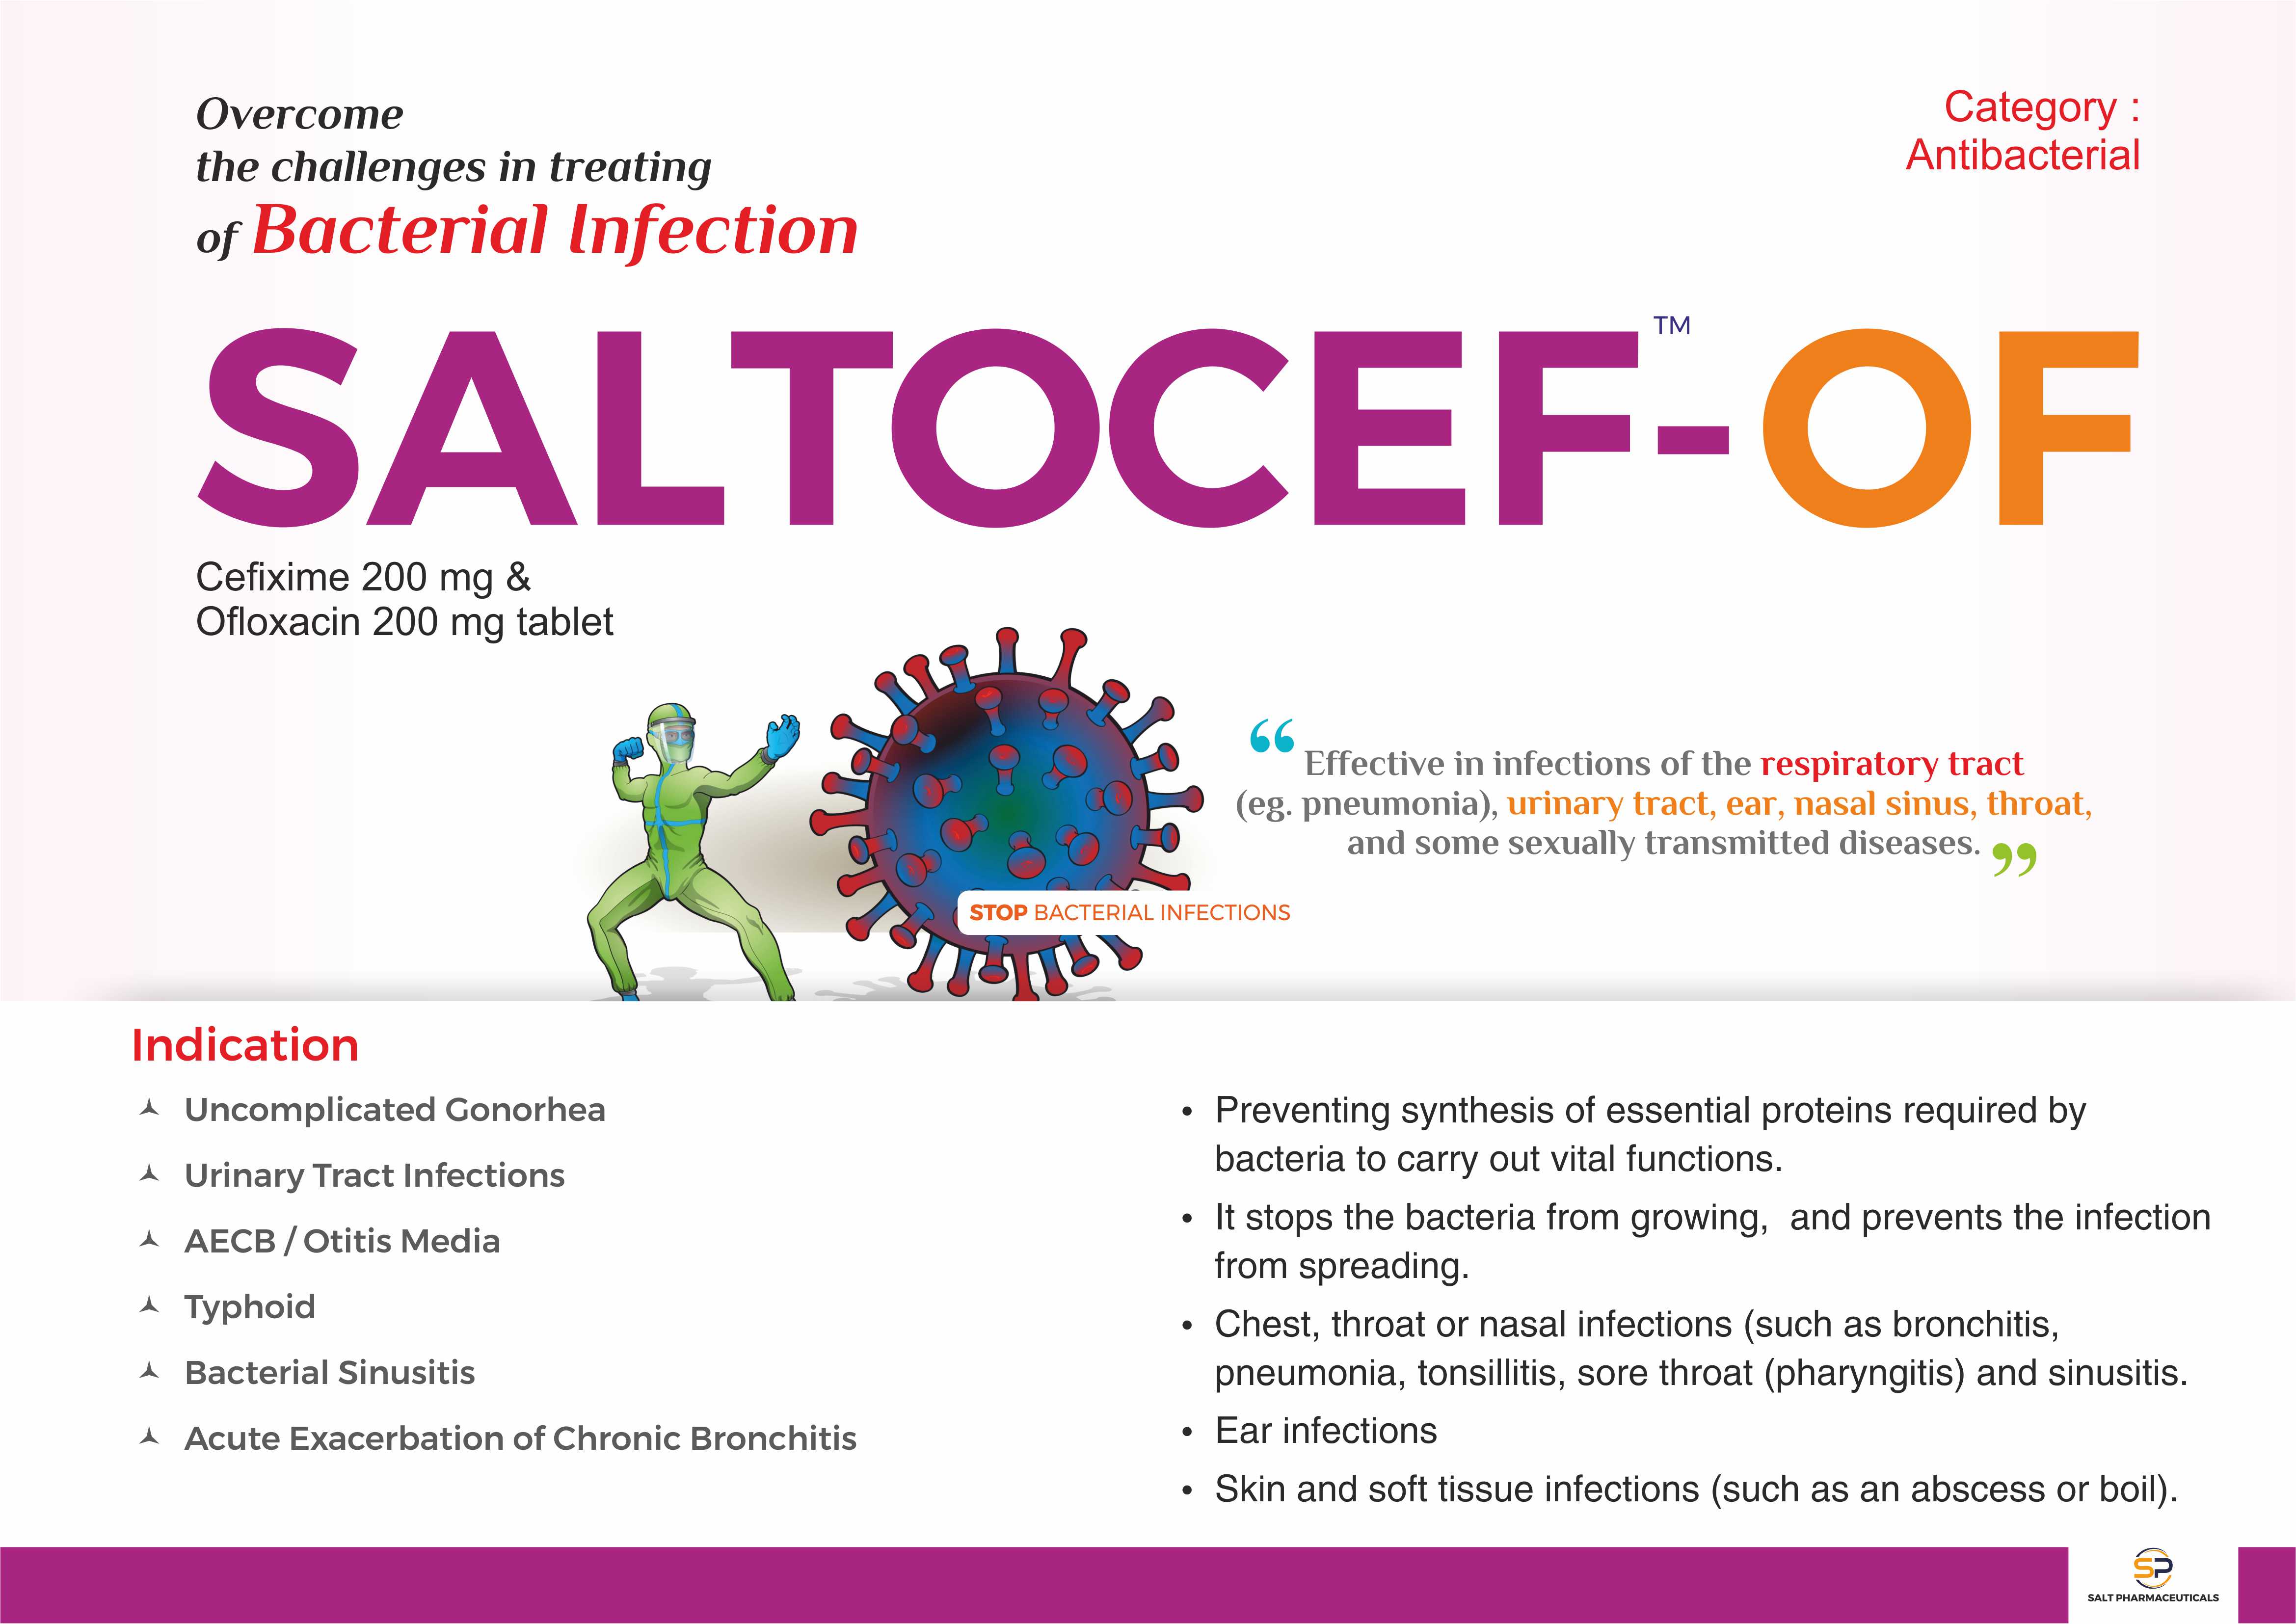 Overcome
the challenges in treating
of Bacterial Infection
Category :
Antibacterial
SALTOCEF™-OF
Cefixime 200 mg &
Ofloxacin 200 mg tablet
“ Effective in infections of the respiratory tract
(eg. pneumonia), urinary tract, ear, nasal sinus, throat,
and some sexually transmitted diseases. ”
STOP BACTERIAL INFECTIONS
Indication
Uncomplicated Gonorhea
Urinary Tract Infections
AECB / Otitis Media
Typhoid
Bacterial Sinusitis
Acute Exacerbation of Chronic Bronchitis
• Preventing synthesis of essential proteins required by
bacteria to carry out vital functions.
• It stops the bacteria from growing, and prevents the infection
from spreading.
• Chest, throat or nasal infections (such as bronchitis,
pneumonia, tonsillitis, sore throat (pharyngitis) and sinusitis.
• Ear infections
• Skin and soft tissue infections (such as an abscess or boil).
SP
SALT PHARMACEUTICALS